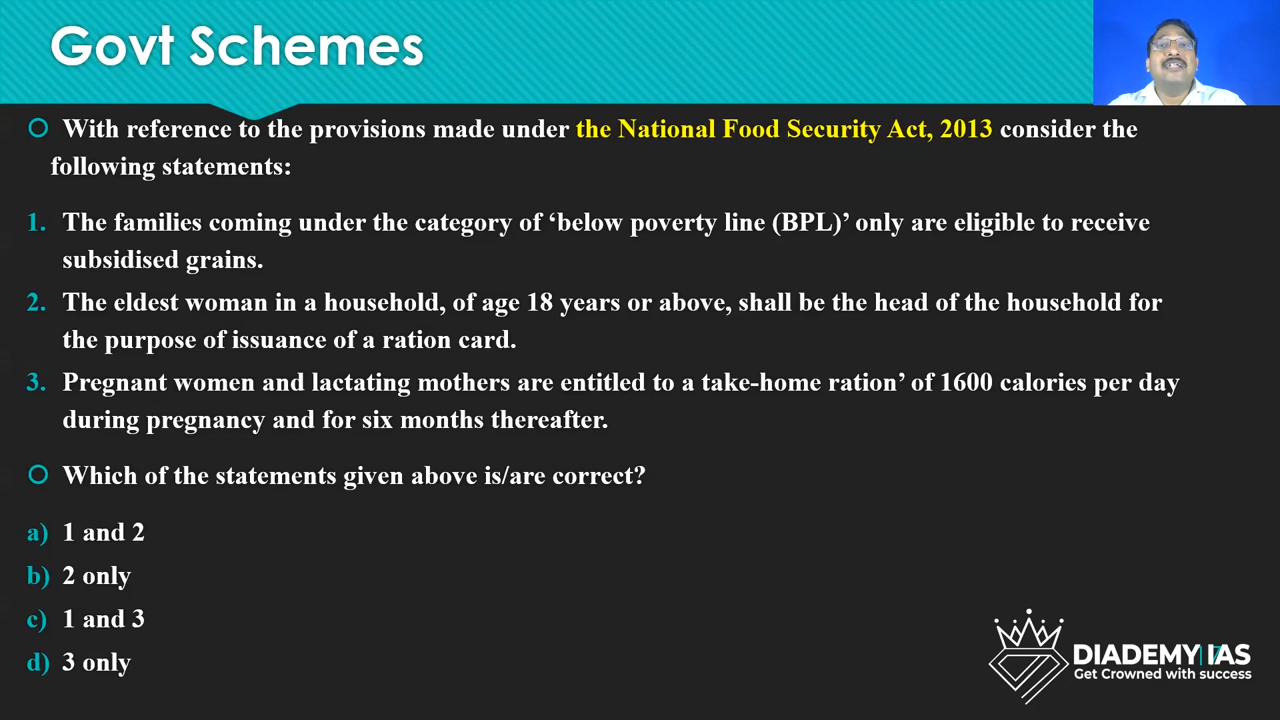 Govt Schemes
With reference to the provisions made under the National Food Security Act, 2013 consider the
following statements:
1. The families coming under the category of ‘below poverty line (BPL)’ only are eligible to receive
subsidised grains.
2. The eldest woman in a household, of age 18 years or above, shall be the head of the household for
the purpose of issuance of a ration card.
3. Pregnant women and lactating mothers are entitled to a take-home ration’ of 1600 calories per day
during pregnancy and for six months thereafter.
Which of the statements given above is/are correct?
a) 1 and 2
b) 2 only
c) 1 and 3
d) 3 only
DIADEMY IAS
Get Crowned with success